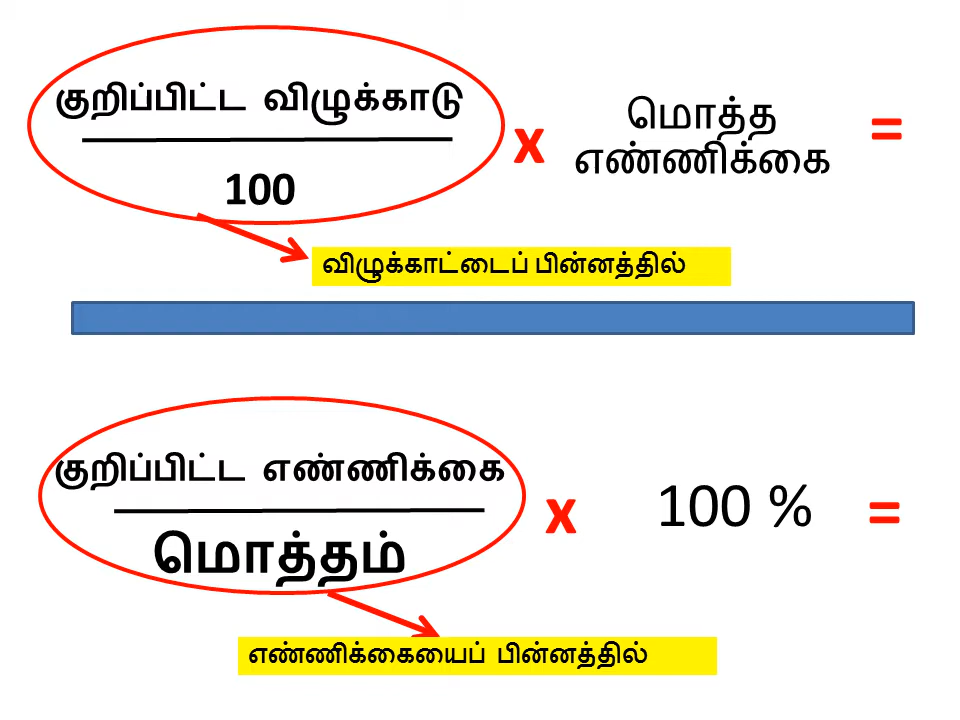 குறிப்பிட்ட விழுக்காடு
100
x
மொத்த
எண்ணிக்கை
=
விழுக்காட்டைப் பின்னத்தில்
குறிப்பிட்ட எண்ணிக்கை
மொத்தம்
x
100 %
=
எண்ணிக்கையைப் பின்னத்தில்